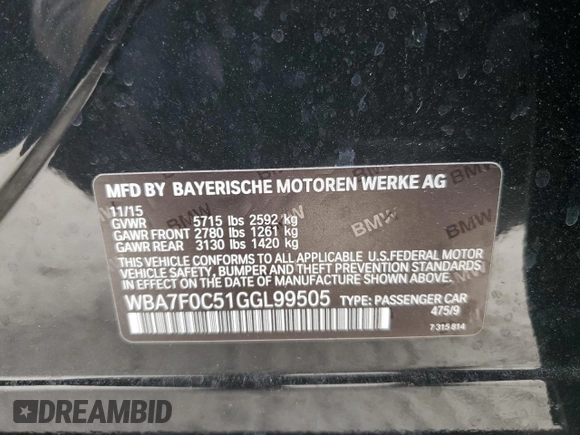 MFD BY BAYERISCHE MOTOREN WERKE AG
11/15
GVWR 5715 lbs 2592 kg
GAWR FRONT 2780 lbs 1261 kg
GAWR REAR 3130 lbs 1420 kg
THIS VEHICLE CONFORMS TO ALL APPLICABLE U.S.FEDERAL MOTOR
VEHICLE SAFETY, BUMPER AND THEFT PREVENTION STANDARDS
IN EFFECT ON THE DATE OF MANUFACTURE SHOWN ABOVE.
WBA7F0C51GGL99505 TYPE: PASSENGER CAR
475/9
7 315 814
BMW
BMW
BMW
DREAMBID